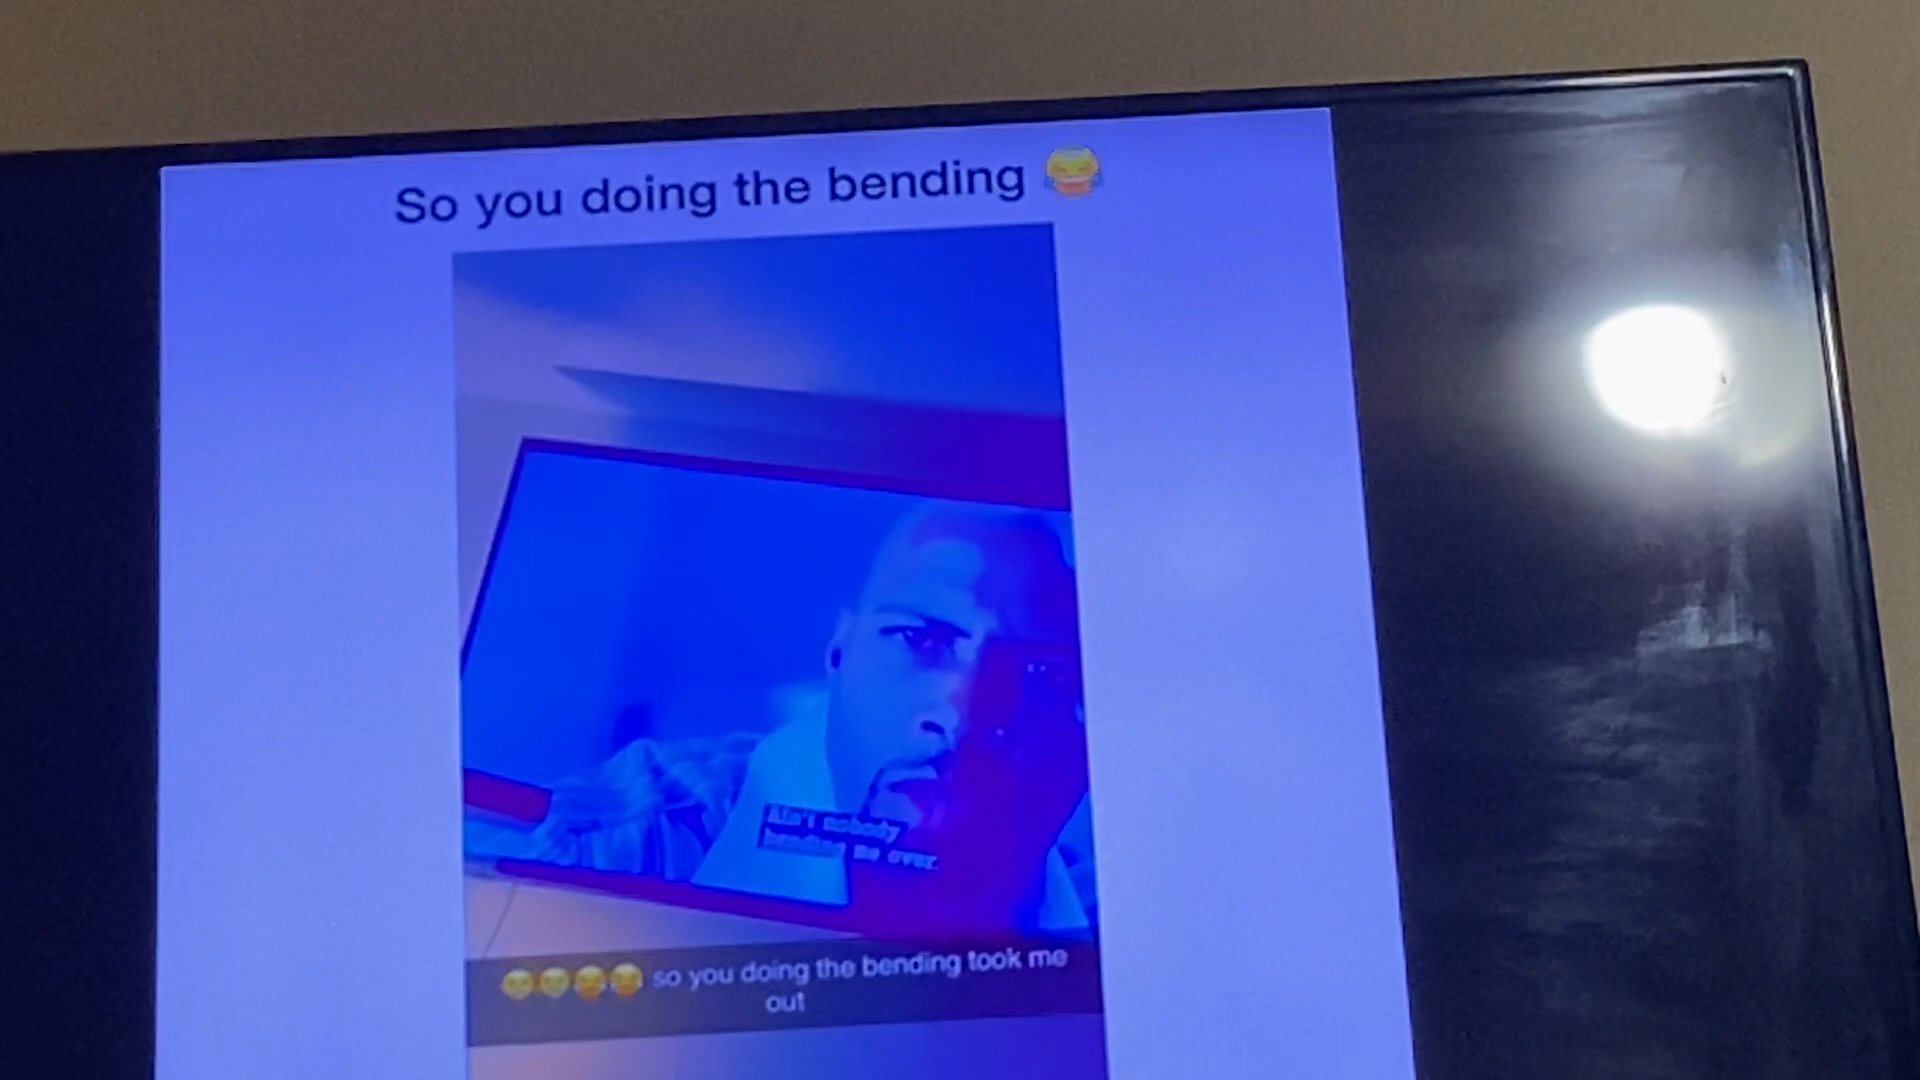 So you doing the bending 😂
Ain't nobody
bending me over.
😂😂😂😂 so you doing the bending took me
out